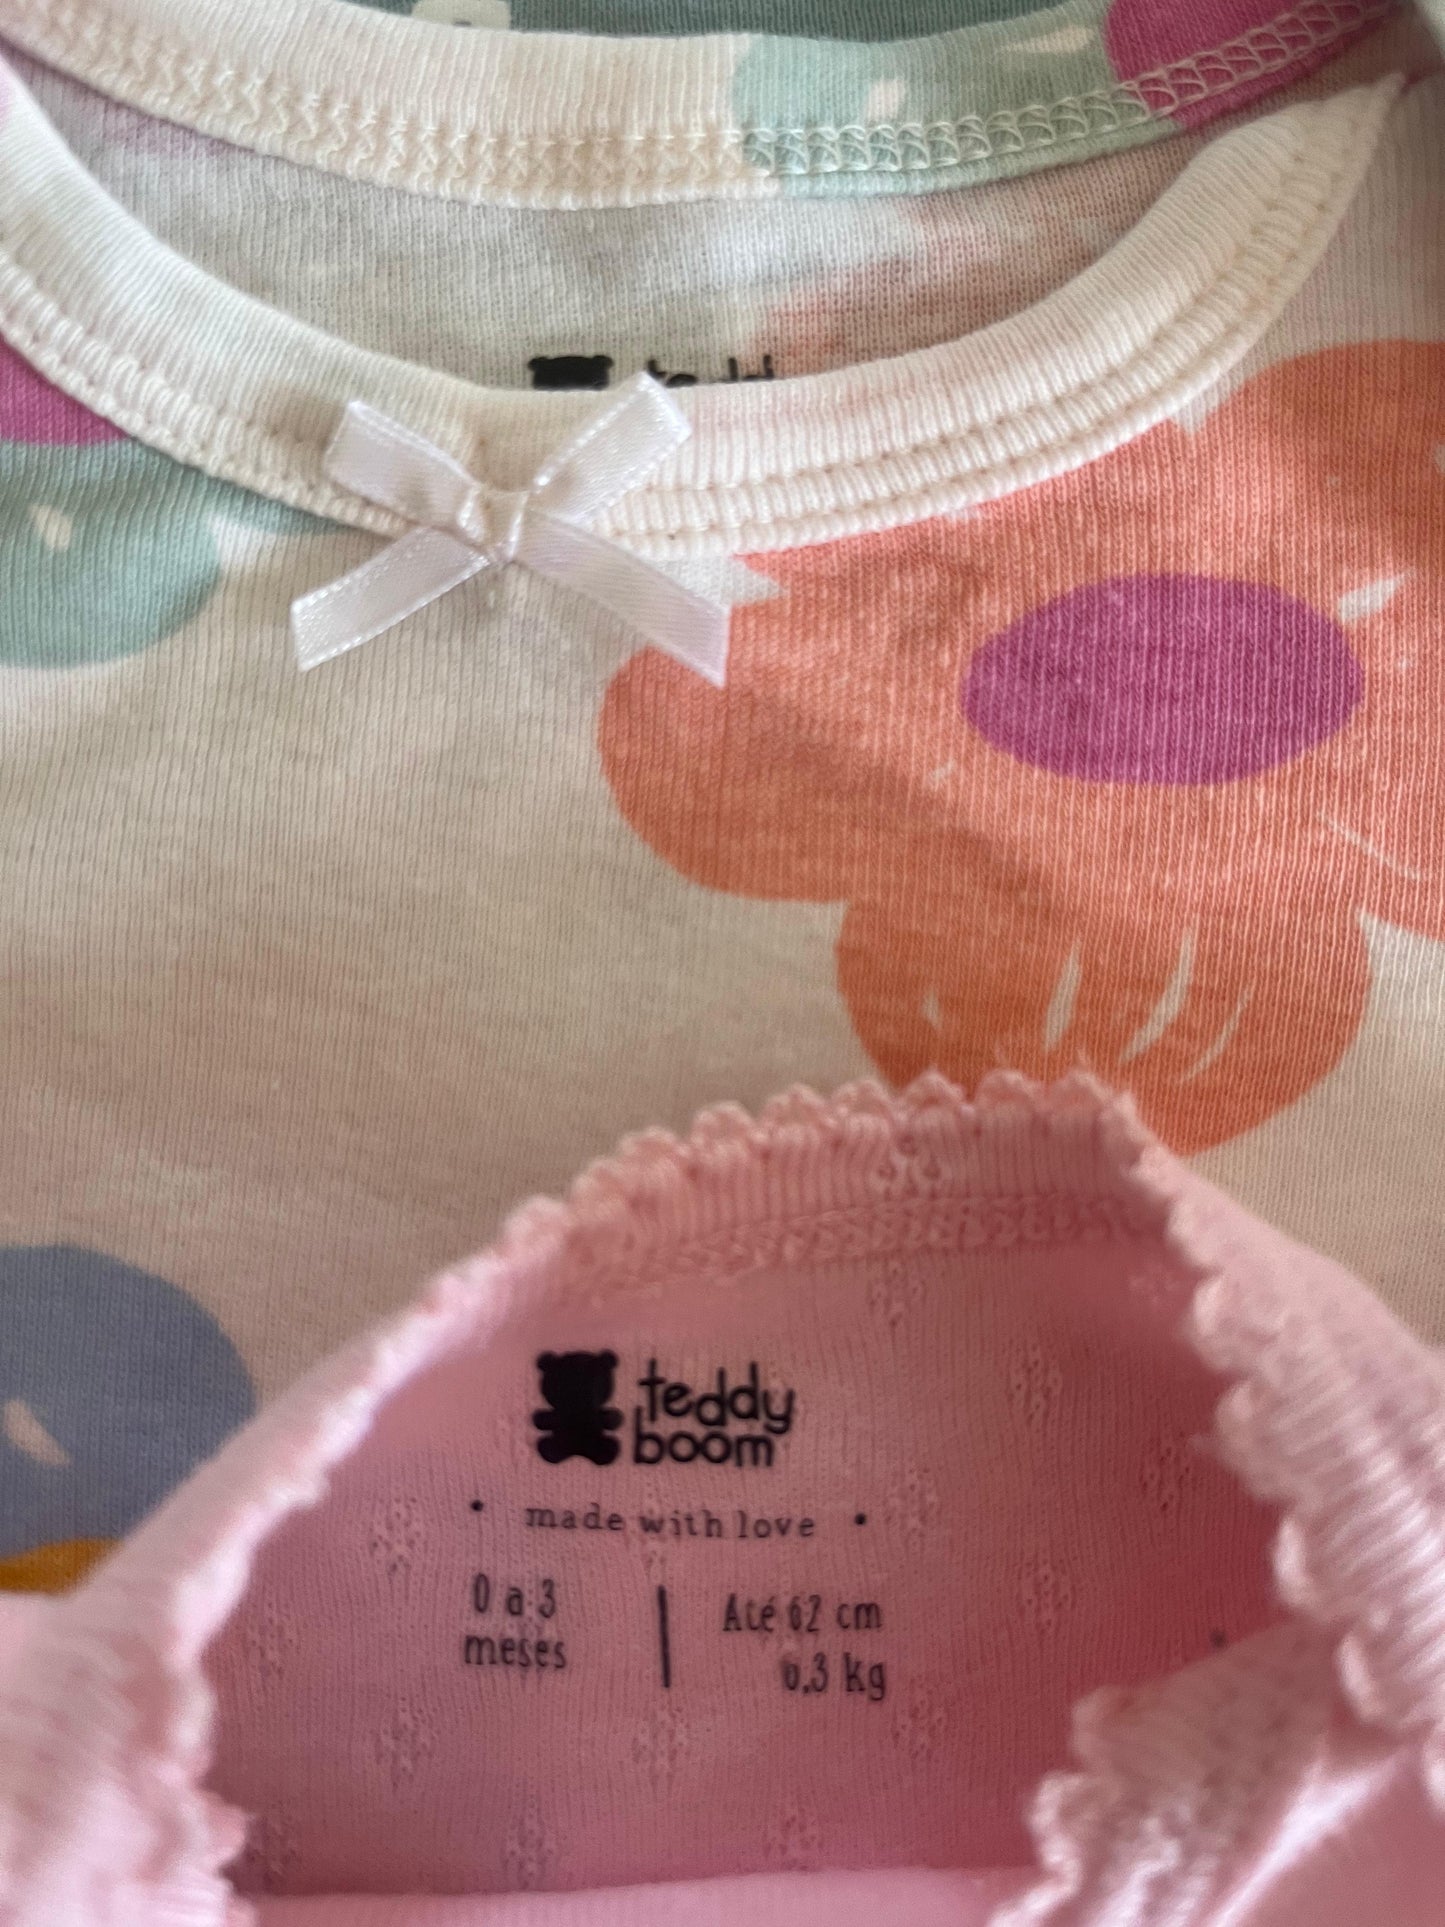 teddy
boom
• made with love •
0 a 3
meses
Até 62 cm
6,3 kg